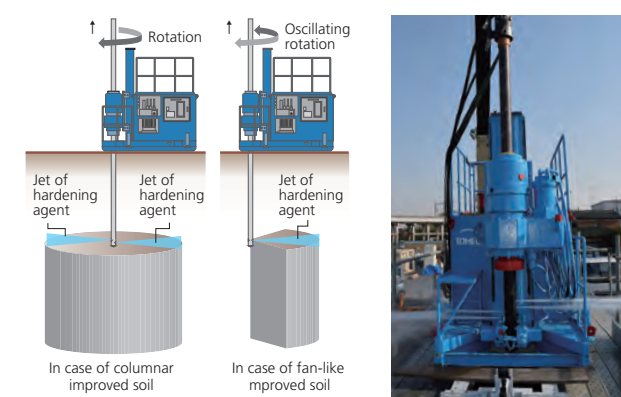 Rotation
Oscillating
rotation
Jet of
hardening
agent
Jet of
hardening
agent
Jet of
hardening
agent
In case of columnar
improved soil
In case of fan-like
mproved soil